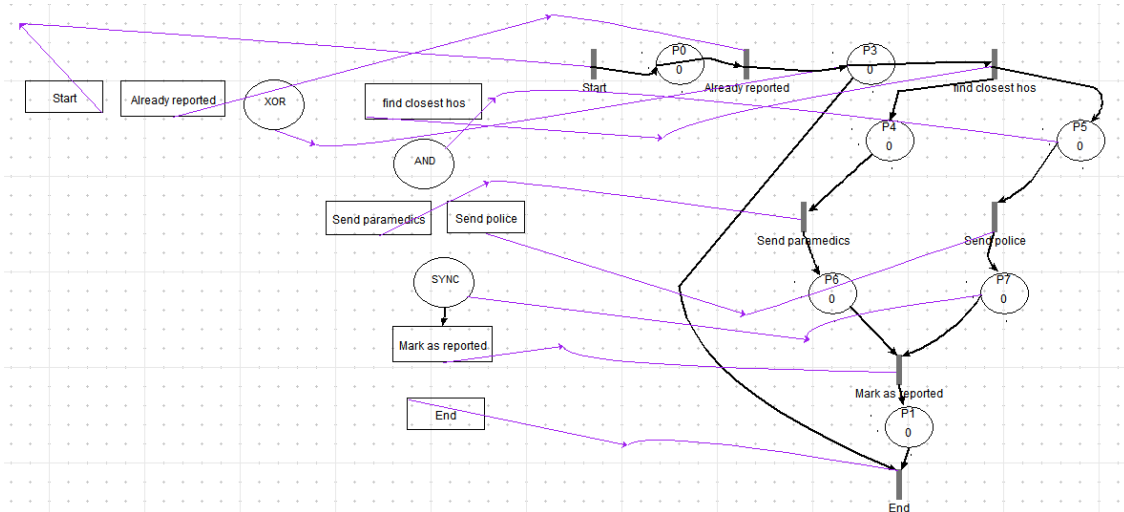 P0
0
P3
0
Start
Already reported
find closest hos
Start
Already reported
XOR
find closest hos
P4
0
P5
0
AND
Send paramedics
Send police
Send paramedics
Send police
SYNC
P6
0
P7
0
Mark as reported
Mark as reported
End
P1
0
End